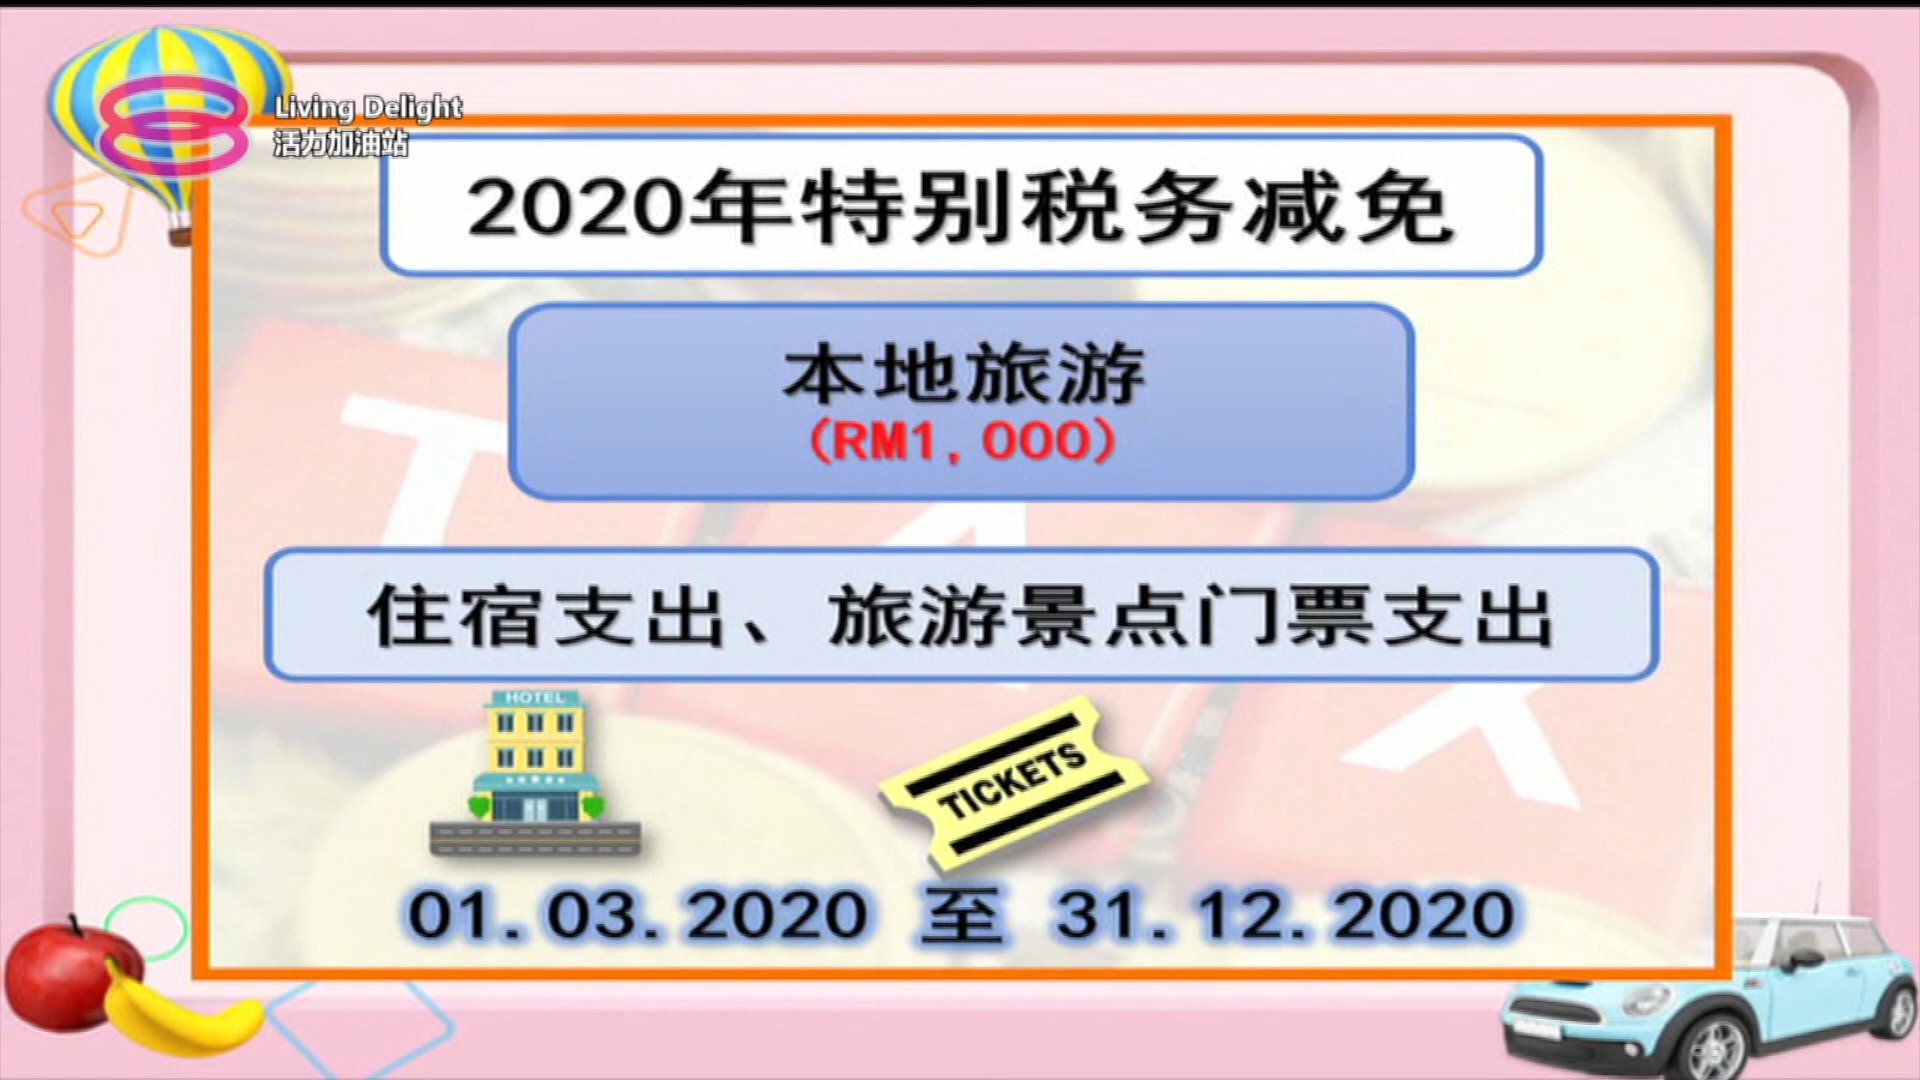 Living Delight
活力加油站
2020年特别税务减免
本地旅游
(RM1,000)
住宿支出、旅游景点门票支出
HOTEL
TICKETS
01.03.2020 至 31.12.2020
TAX